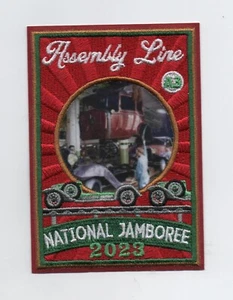 Assembly Line
NATIONAL JAMBOREE
2023